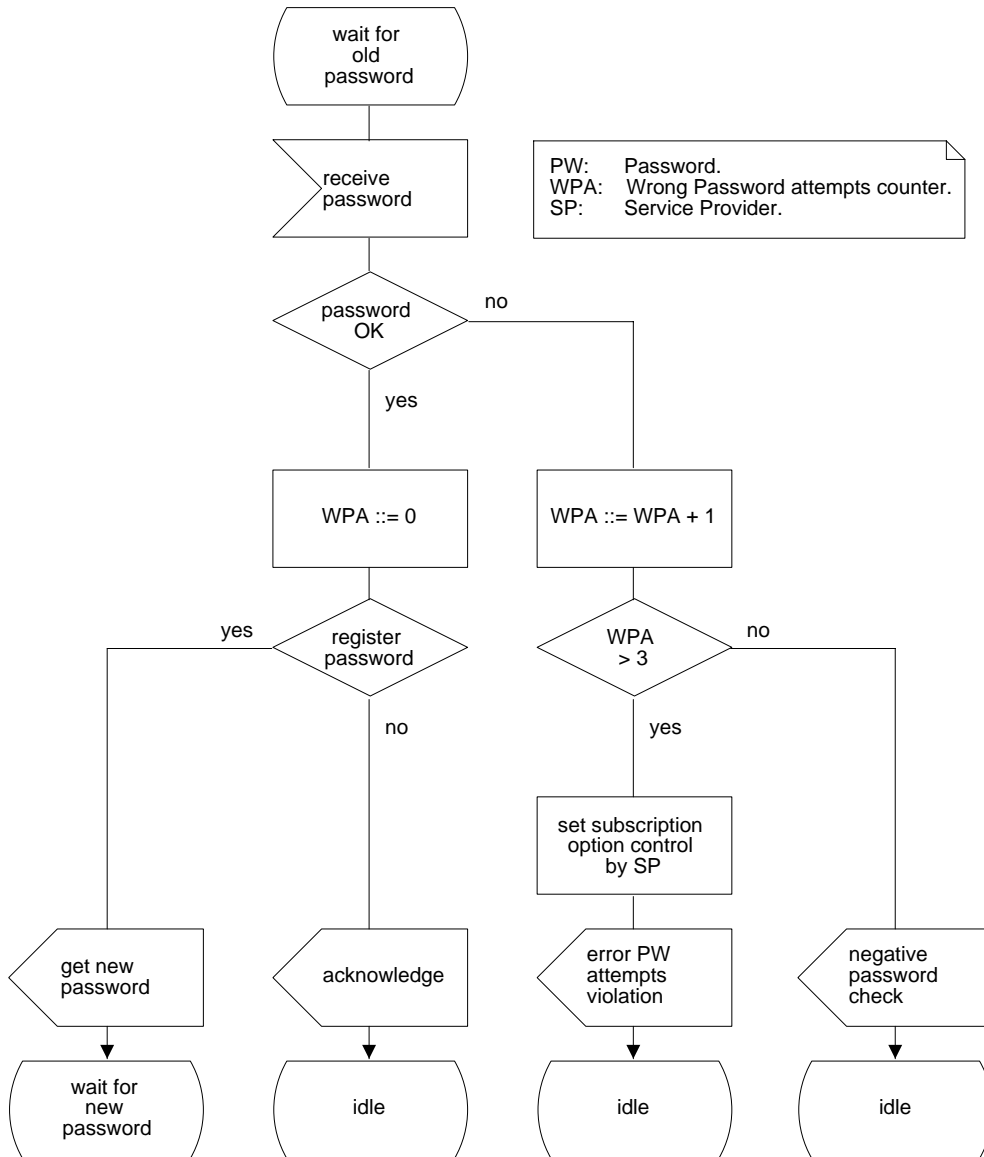 wait for
old
password
receive
password
PW: Password.
WPA: Wrong Password attempts counter.
SP: Service Provider.
password
OK
no
yes
WPA ::= 0
WPA ::= WPA + 1
yes
register
password
no
WPA
> 3
no
yes
set subscription
option control
by SP
get new
password
acknowledge
error PW
attempts
violation
negative
password
check
wait for
new
password
idle
idle
idle